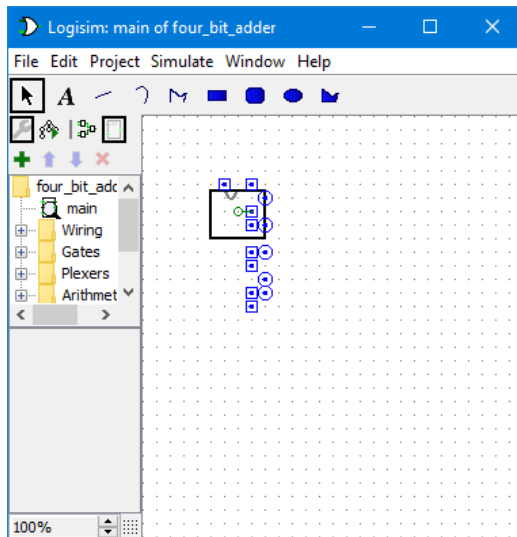 Logisim: main of four_bit_adder
File Edit Project Simulate Window Help
A
four_bit_adc
main
Wiring
Gates
Plexers
Arithmet
100%